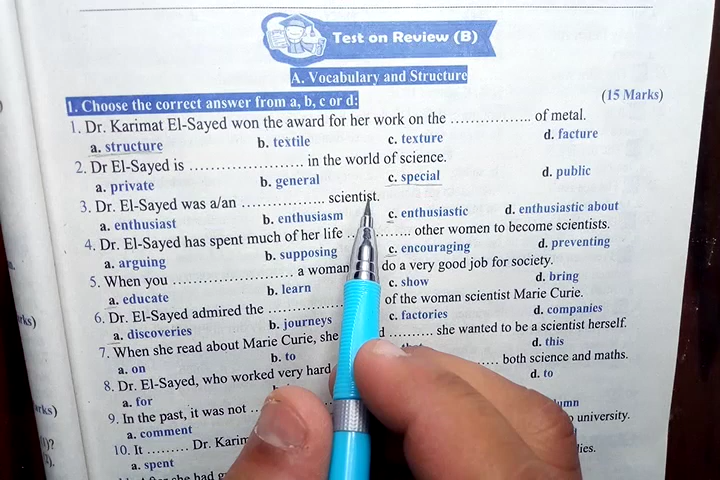 Test on Review (B)
A. Vocabulary and Structure
1. Choose the correct answer from a, b, c or d:
(15 Marks)
1. Dr. Karimat El-Sayed won the award for her work on the ................. of metal.
a. structure b. textile c. texture d. facture
2. Dr El-Sayed is ........................ in the world of science.
a. private b. general c. special d. public
3. Dr. El-Sayed was a/an .................. scientist.
a. enthusiast b. enthusiasm c. enthusiastic d. enthusiastic about
4. Dr. El-Sayed has spent much of her life .............. other women to become scientists.
a. arguing b. supposing c. encouraging d. preventing
5. When you ......................... a woman do a very good job for society.
a. educate b. learn c. show d. bring
6. Dr. El-Sayed admired the ................ of the woman scientist Marie Curie.
a. discoveries b. journeys c. factories d. companies
7. When she read about Marie Curie, she .......... she wanted to be a scientist herself.
a. on b. to d. this
8. Dr. El-Sayed, who worked very hard ..... both science and maths.
a. for d. to
9. In the past, it was not ... university.
a. comment
10. It ......... Dr.
a. spent